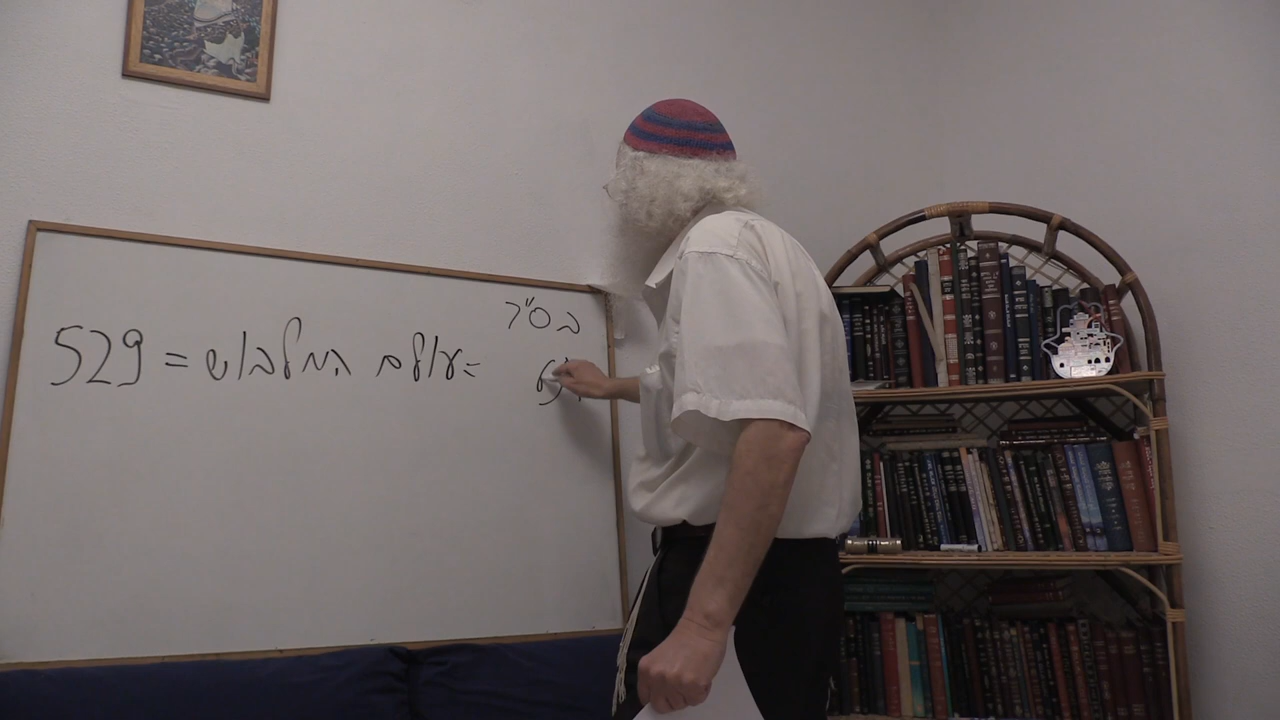 בס"ד
= עולם המלבוש = 529